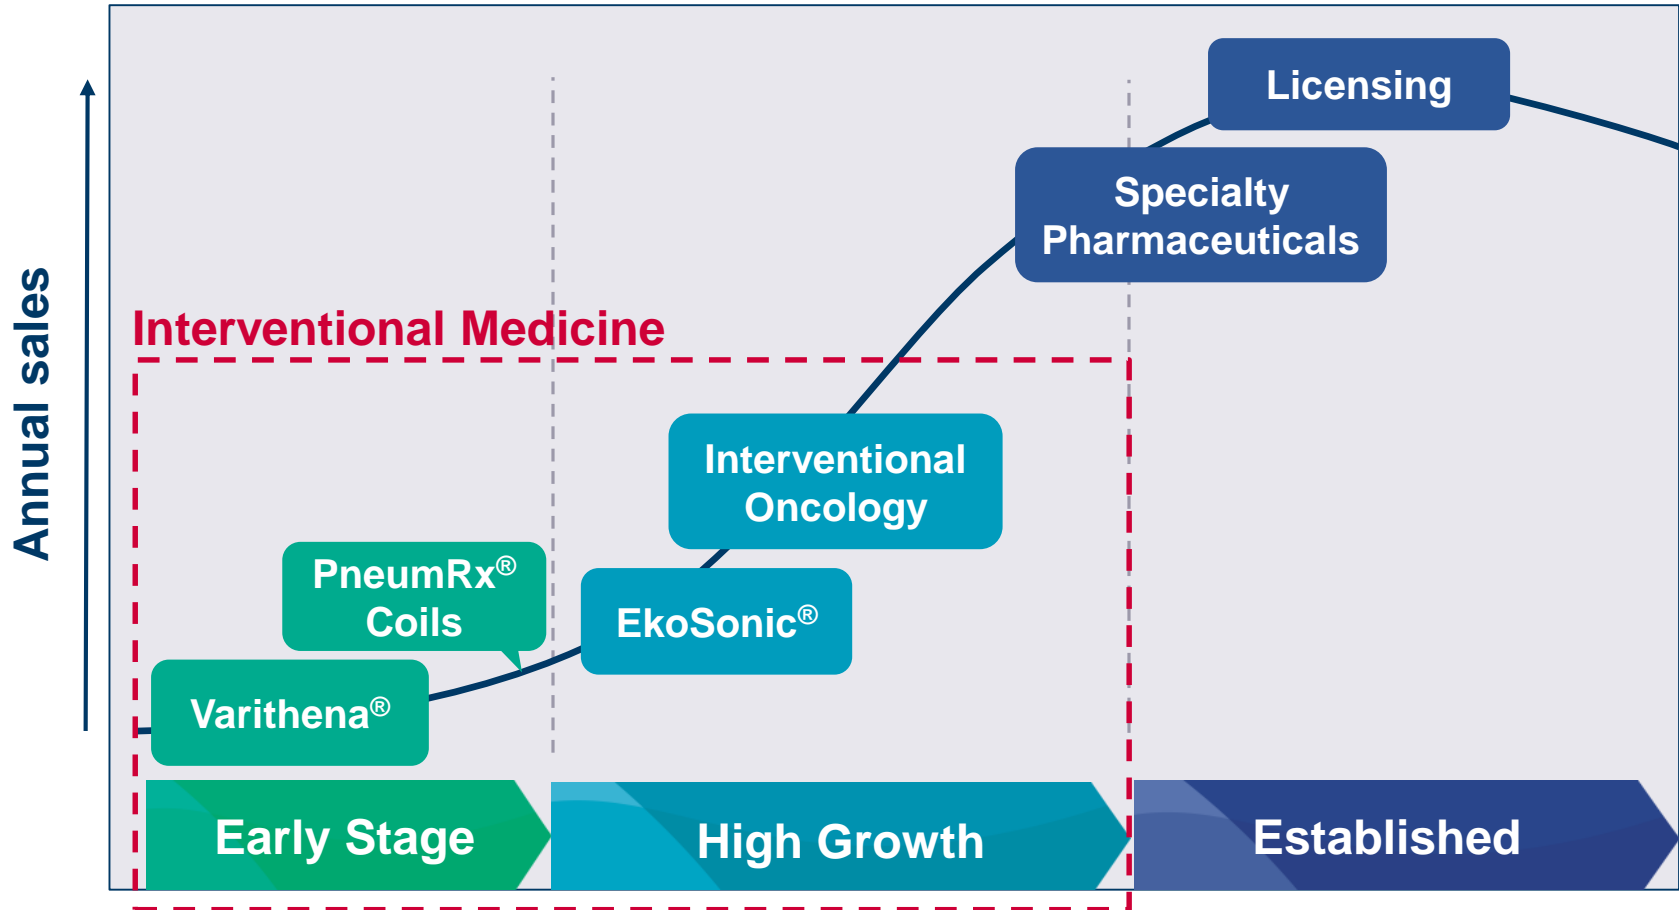 Licensing
Specialty
Pharmaceuticals
Annual sales
Interventional Medicine
Interventional
Oncology
PneumRx®
Coils
EkoSonic®
Varithena®
Early Stage
High Growth
Established